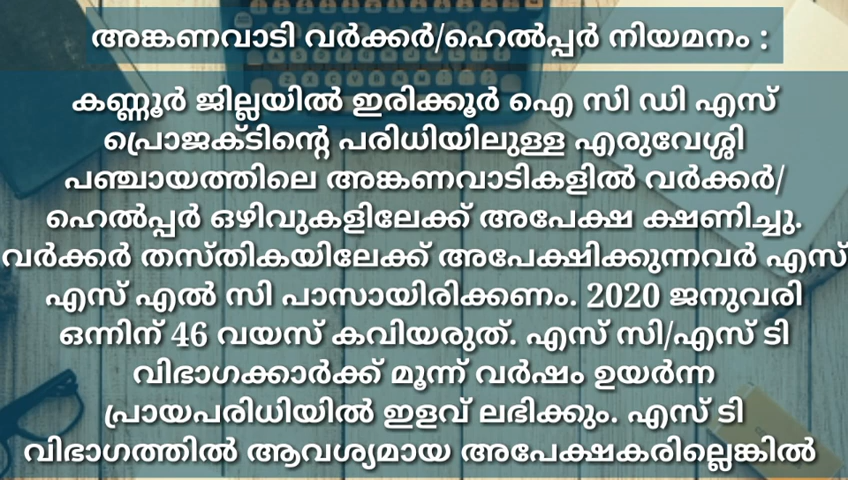 അങ്കണവാടി വർക്കർ/ഹെൽപ്പർ നിയമനം :
കണ്ണൂർ ജില്ലയിൽ ഇരിക്കൂർ ഐ സി ഡി എസ്
പ്രൊജക്ടിന്റെ പരിധിയിലുള്ള എരുവേശ്ശി
പഞ്ചായത്തിലെ അങ്കണവാടികളിൽ വർക്കർ/
ഹെൽപ്പർ ഒഴിവുകളിലേക്ക് അപേക്ഷ ക്ഷണിച്ചു.
വർക്കർ തസ്തികയിലേക്ക് അപേക്ഷിക്കുന്നവർ എസ്
എസ് എൽ സി പാസായിരിക്കണം. 2020 ജനുവരി
ഒന്നിന് 46 വയസ് കവിയരുത്. എസ് സി/എസ് ടി
വിഭാഗക്കാർക്ക് മൂന്ന് വർഷം ഉയർന്ന
പ്രായപരിധിയിൽ ഇളവ് ലഭിക്കും. എസ് ടി
വിഭാഗത്തിൽ ആവശ്യമായ അപേക്ഷകരില്ലെങ്കിൽ